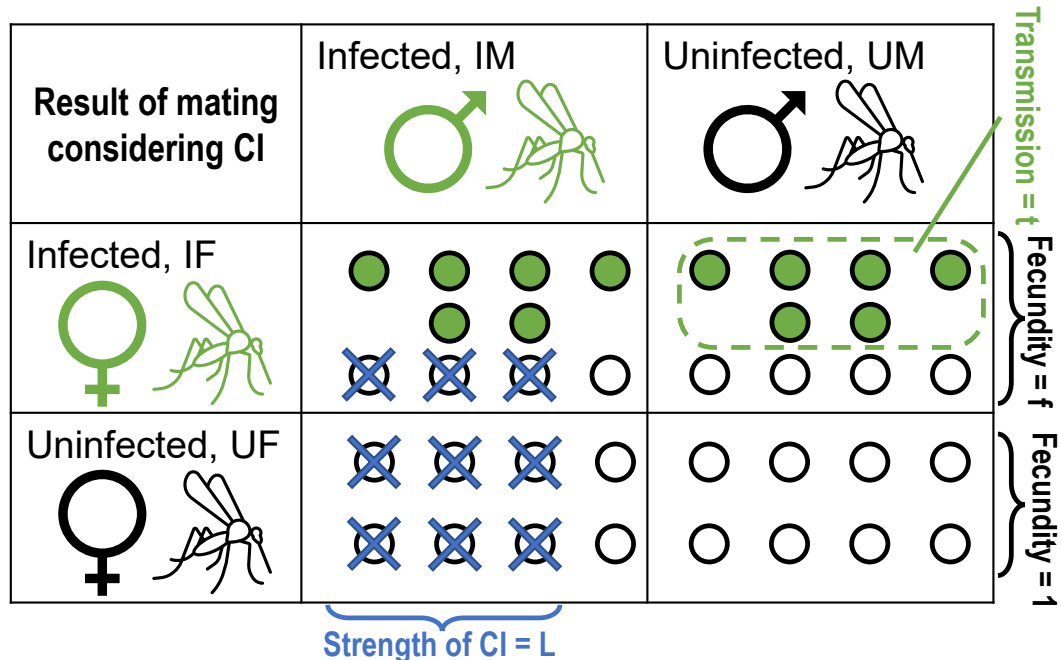 Result of mating
considering CI
Infected, IM
Uninfected, UM
Transmission = t
Infected, IF
Fecundity = f
Uninfected, UF
Fecundity = 1
Strength of CI = L